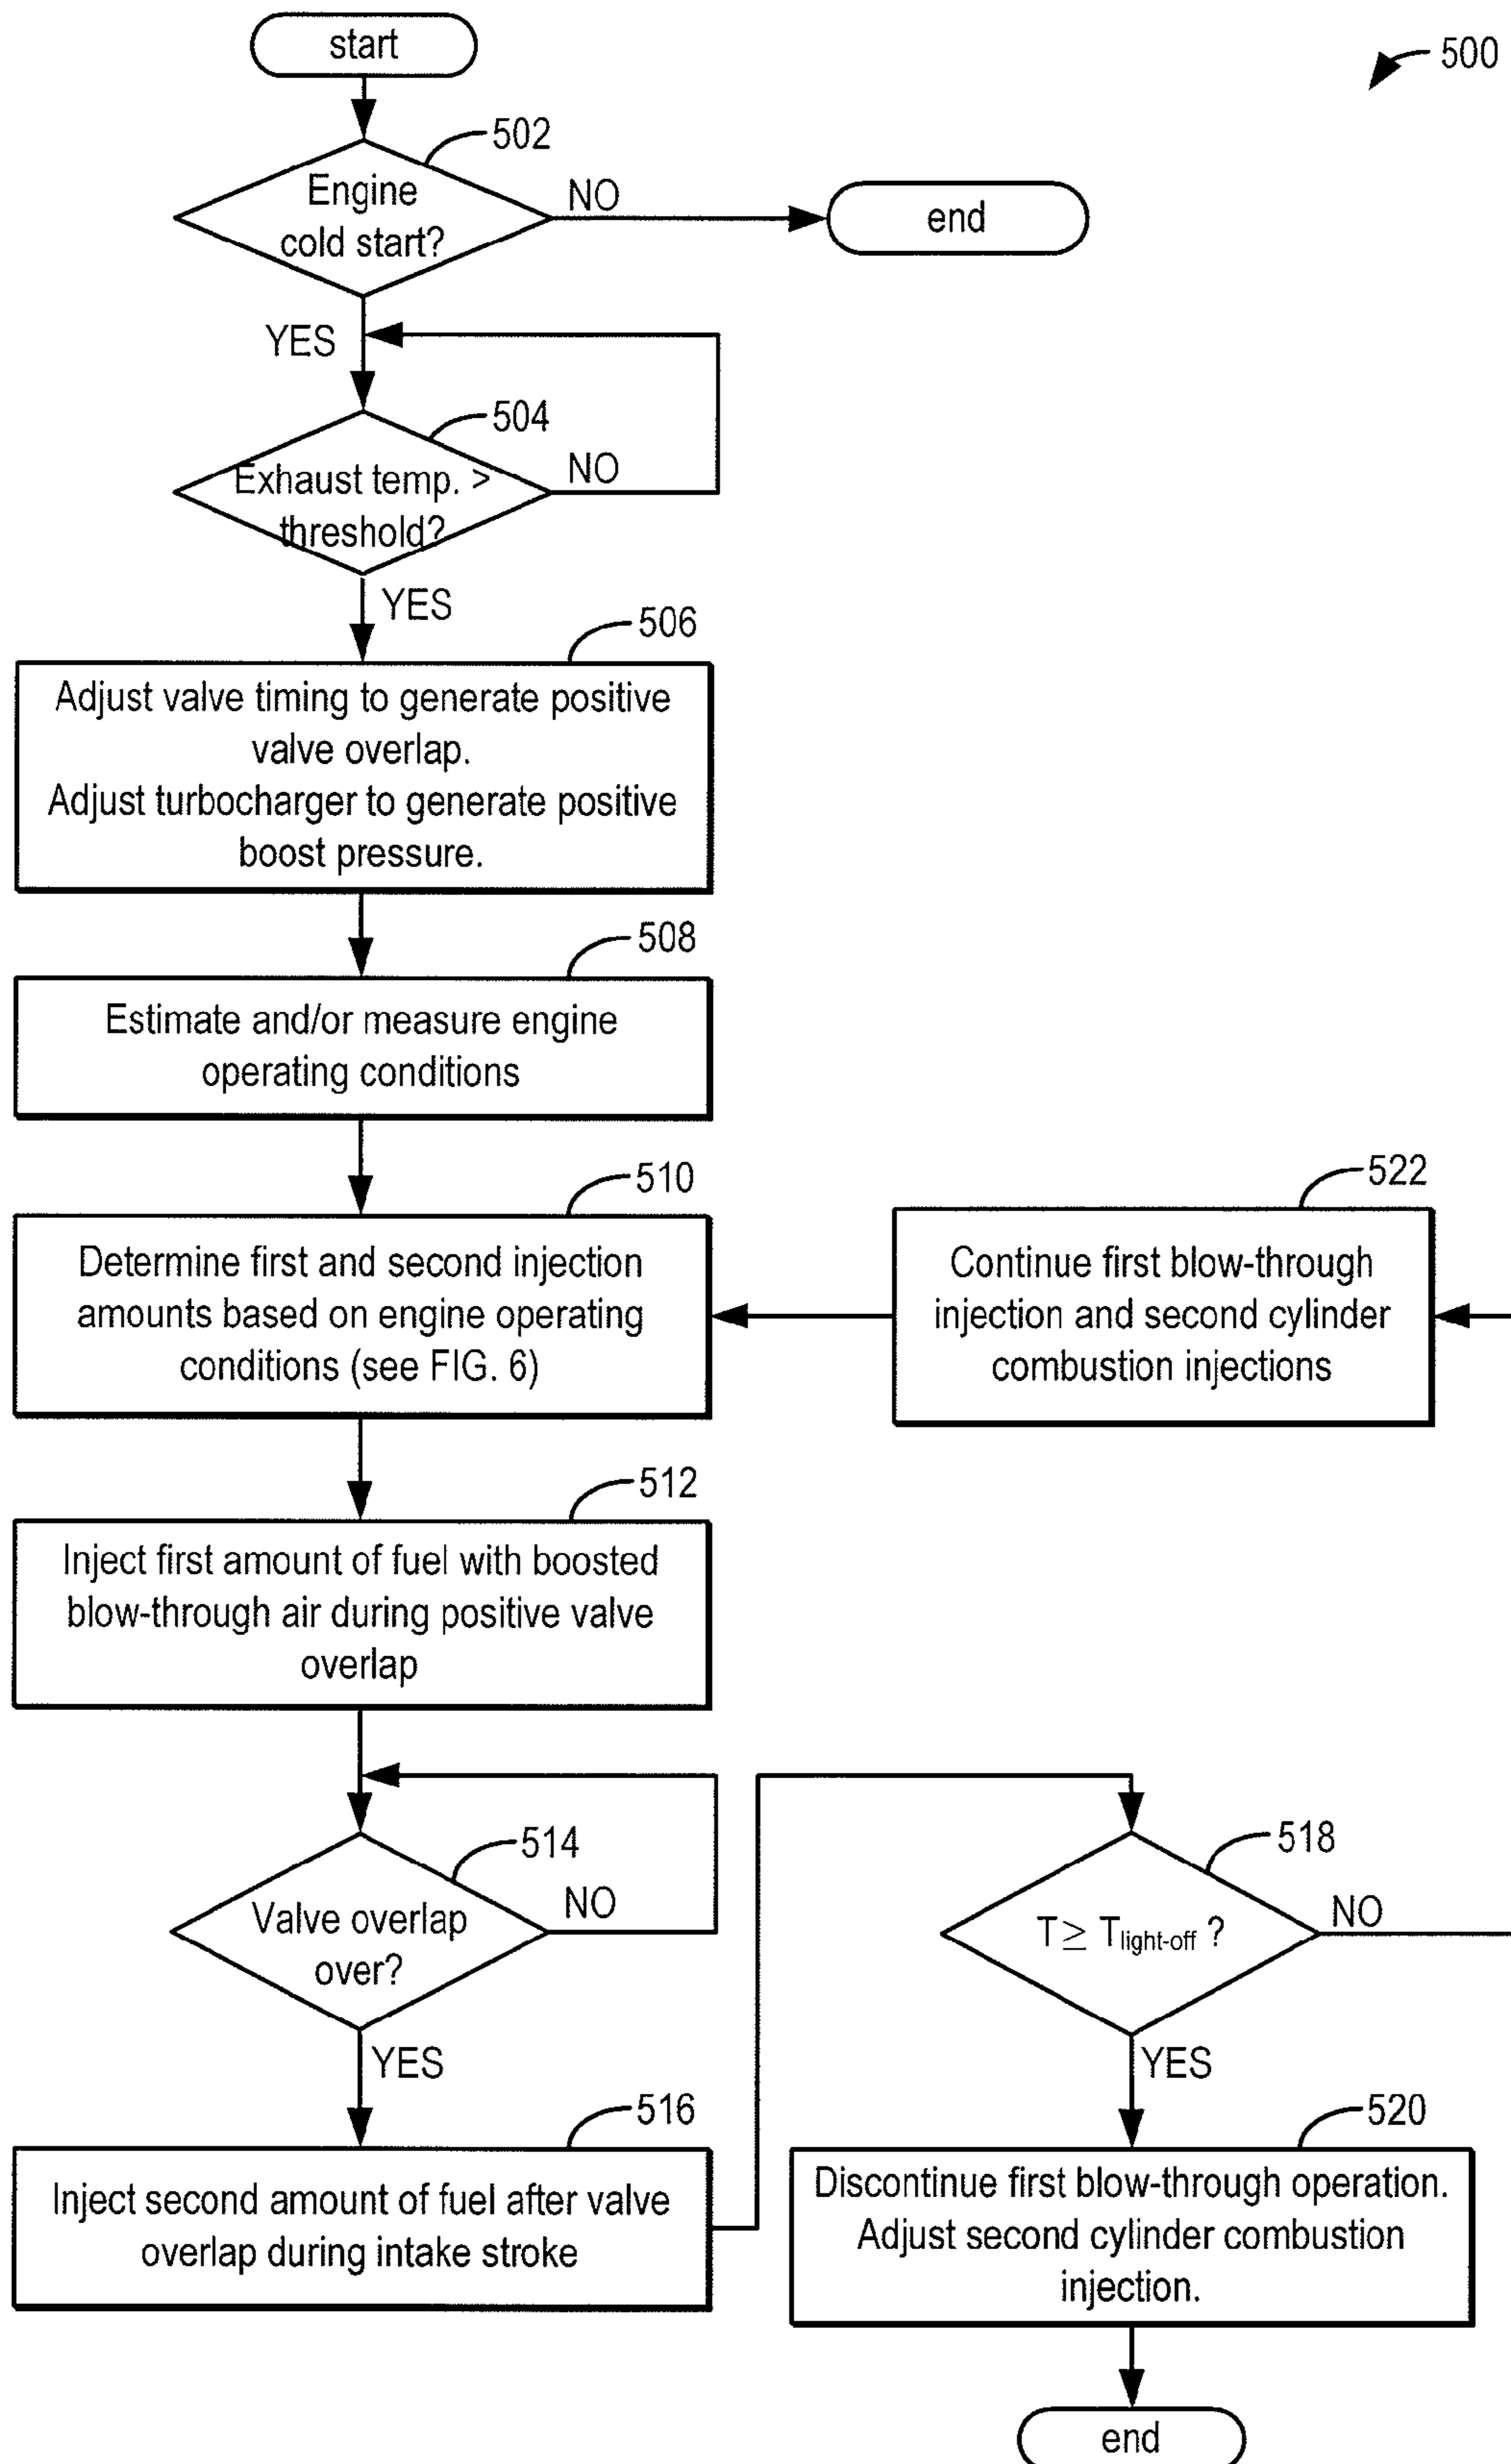 start
500
502
Engine
cold start?
NO
end
YES
504
Exhaust temp. >
threshold?
NO
YES
506
Adjust valve timing to generate positive
valve overlap.
Adjust turbocharger to generate positive
boost pressure.
508
Estimate and/or measure engine
operating conditions
510
Determine first and second injection
amounts based on engine operating
conditions (see FIG. 6)
522
Continue first blow-through
injection and second cylinder
combustion injections
512
Inject first amount of fuel with boosted
blow-through air during positive valve
overlap
514
Valve overlap
over?
NO
YES
516
Inject second amount of fuel after valve
overlap during intake stroke
518
T ≥ Tlight-off ?
NO
YES
520
Discontinue first blow-through operation.
Adjust second cylinder combustion
injection.
end